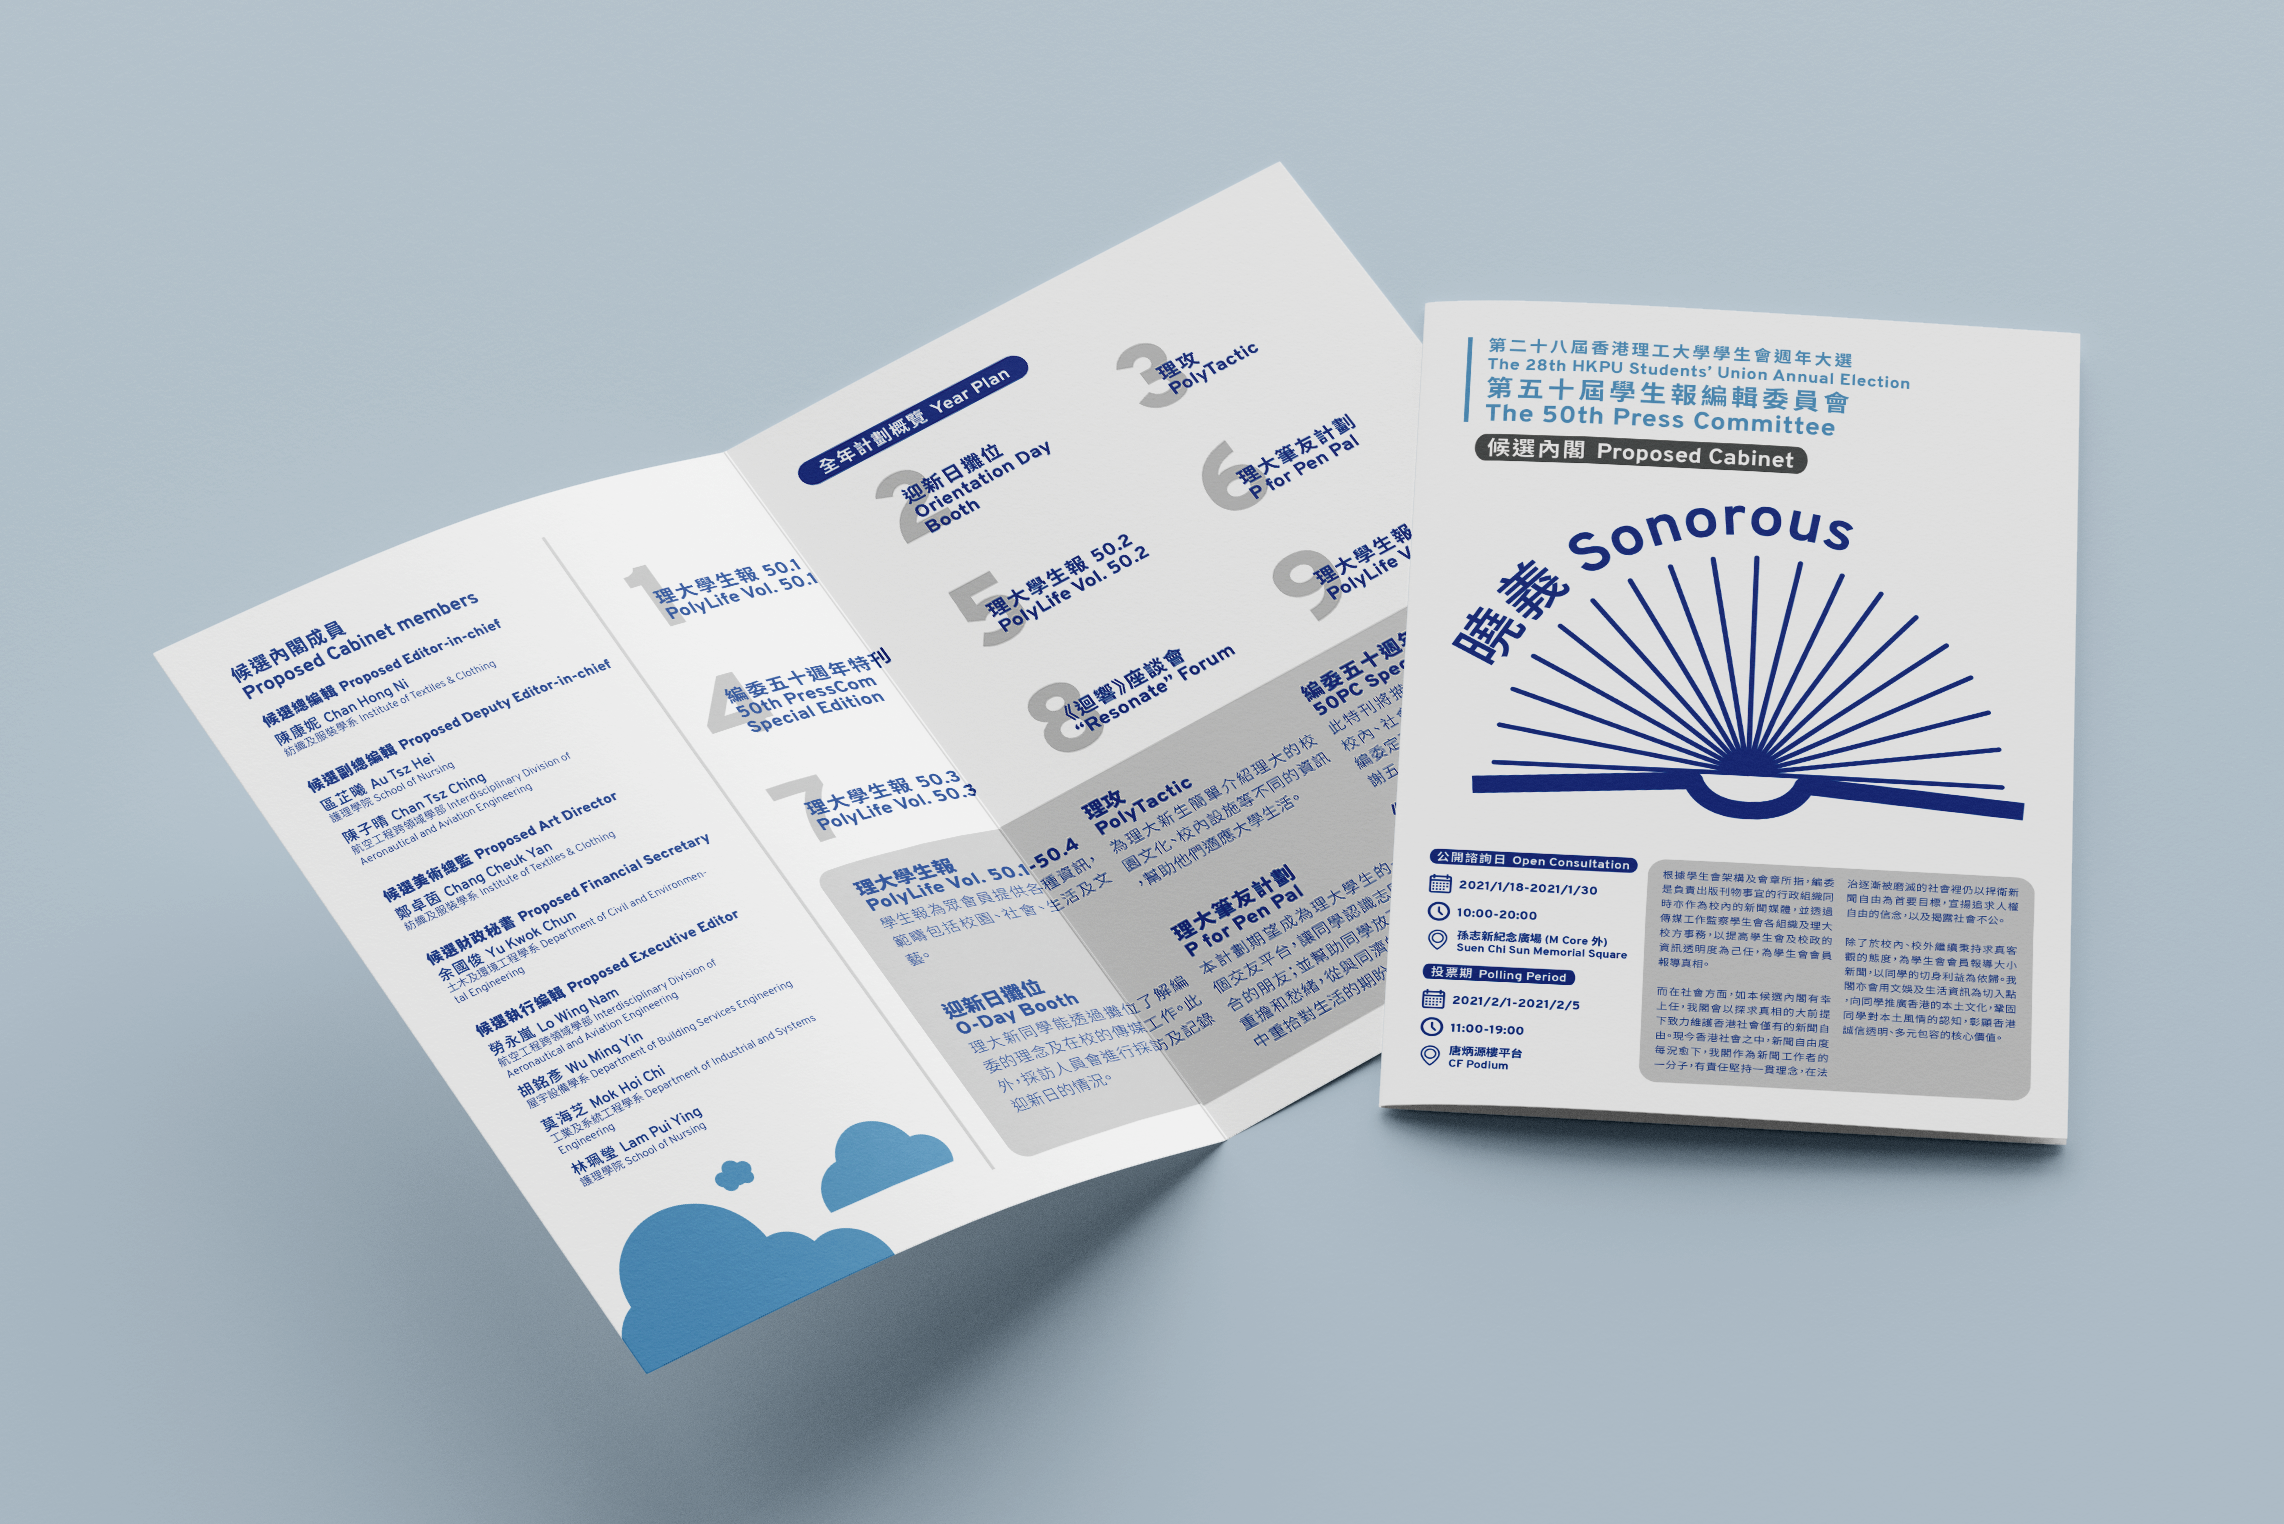 候選內閣成員
Proposed Cabinet members
候選總編輯 Proposed Editor-in-chief
陳康妮 Chan Hong Ni
紡織及服裝學系 Institute of Textiles & Clothing
候選副總編輯 Proposed Deputy Editor-in-chief
區芷曦 Au Tsz Hei
護理學院 School of Nursing
陳子晴 Chan Tsz Ching
航空工程跨領域學部 Interdisciplinary Division of
Aeronautical and Aviation Engineering
候選美術總監 Proposed Art Director
鄭卓茵 Chang Cheuk Yan
紡織及服裝學系 Institute of Textiles & Clothing
候選財政秘書 Proposed Financial Secretary
余國俊 Yu Kwok Chun
土木及環境工程學系 Department of Civil and Environmen-
tal Engineering
候選執行編輯 Proposed Executive Editor
勞永嵐 Lo Wing Nam
航空工程跨領域學部 Interdisciplinary Division of
Aeronautical and Aviation Engineering
胡銘彥 Wu Ming Yin
屋宇設備學系 Department of Building Services Engineering
莫海芝 Mok Hoi Chi
工業及系統工程學系 Department of Industrial and Systems
Engineering
林珮瑩 Lam Pui Ying
護理學院 School of Nursing
全年計劃概覽 Year Plan
1
理大學生報 50.1
PolyLife Vol. 50.1
2
迎新日攤位
Orientation Day
Booth
3
理攻
PolyTactic
4
編委五十週年特刊
50th PressCom
Special Edition
5
理大學生報 50.2
PolyLife Vol. 50.2
6
理大筆友計劃
P for Pen Pal
7
理大學生報 50.3
PolyLife Vol. 50.3
8
《迴響》座談會
“Resonate” Forum
9
理大學生報
PolyLife
理大學生報
PolyLife Vol. 50.1-50.4
學生報為眾會員提供各種資訊，
範疇包括校園、社會、生活及文
藝。
迎新日攤位
O-Day Booth
理大新同學能透過攤位了解編
委的理念及在校的傳媒工作。此
外，採訪人員會進行採訪及記錄
迎新日的情況。
理攻
PolyTactic
為理大新生簡單介紹理大的校
園文化、校內設施等不同的資訊
，幫助他們適應大學生活。
理大筆友計劃
P for Pen Pal
本計劃期望成為理大學生的
個交友平台，讓同學認識志
合的朋友；並幫助同學放
重擔和愁緒，從與同濟
中重拾對生活的期盼
編委五十週
50PC Spec
此特刊將
校內、社
編委定
謝五
第二十八屆香港理工大學學生會週年大選
The 28th HKPU Students’ Union Annual Election
第五十屆學生報編輯委員會
The 50th Press Committee
候選內閣 Proposed Cabinet
曉義 Sonorous
公開諮詢日 Open Consultation
2021/1/18-2021/1/30
10:00-20:00
孫志新紀念廣場 (M Core 外)
Suen Chi Sun Memorial Square
投票期 Polling Period
2021/2/1-2021/2/5
11:00-19:00
唐炳源樓平台
CF Podium
根據學生會架構及會章所指，編委
是負責出版刊物事宜的行政組織同
時亦作為校內的新聞媒體，並透過
傳媒工作監察學生會各組織及理大
校方事務，以提高學生會及校政的
資訊透明度為己任，為學生會會員
報導真相。
而在社會方面，如本候選內閣有幸
上任，我閣會以探求真相的大前提
下致力維護香港社會僅有的新聞自
由。現今香港社會之中，新聞自由度
每況愈下，我閣作為新聞工作者的
一分子，有責任堅持一貫理念，在法
治逐漸被磨滅的社會裡仍以捍衛新
聞自由為首要目標，宣揚追求人權
自由的信念，以及揭露社會不公。
除了於校內、校外繼續秉持求真客
觀的態度，為學生會會員報導大小
新聞，以同學的切身利益為依歸。我
閣亦會用文娛及生活資訊為切入點
，向同學推廣香港的本土文化，鞏固
同學對本土風情的認知，彰顯香港
誠信透明、多元包容的核心價值。